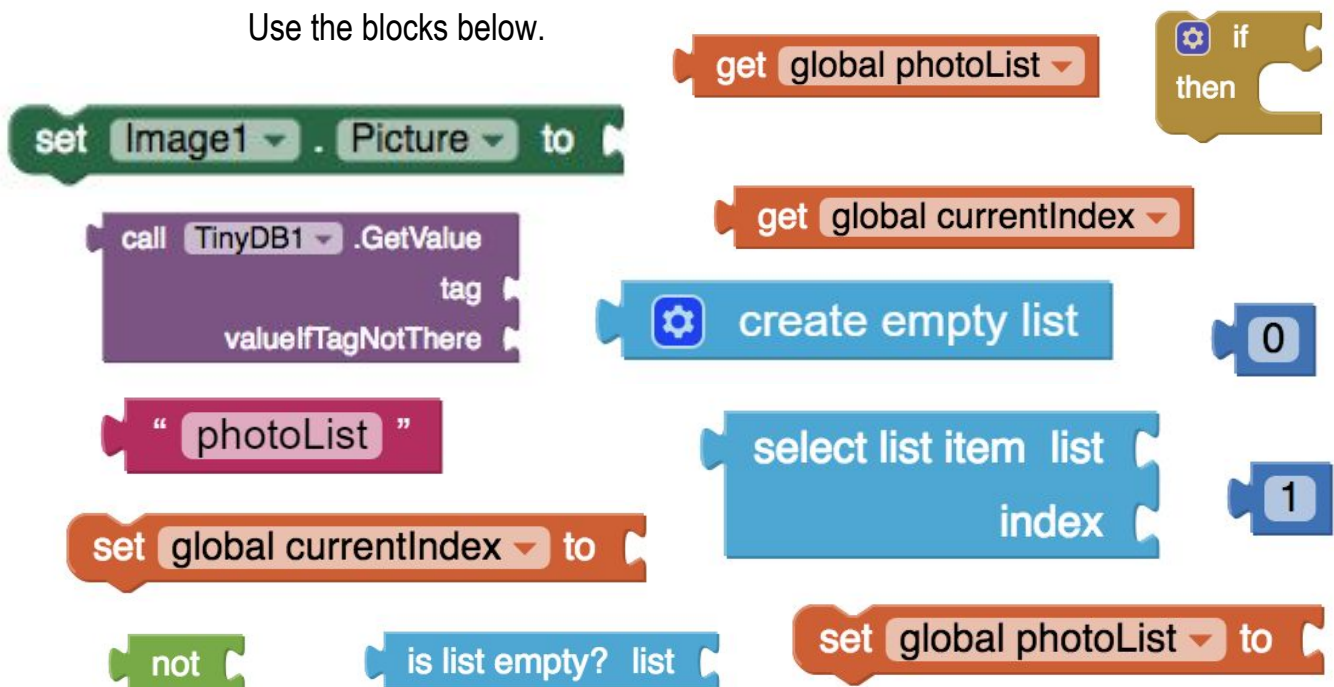 Use the blocks below.
get global photoList
if
then
set Image1 . Picture to
get global currentIndex
call TinyDB1 .GetValue
tag
valueIfTagNotThere
create empty list
0
“ photoList ”
select list item list
index
1
set global currentIndex to
set global photoList to
not
is list empty? list